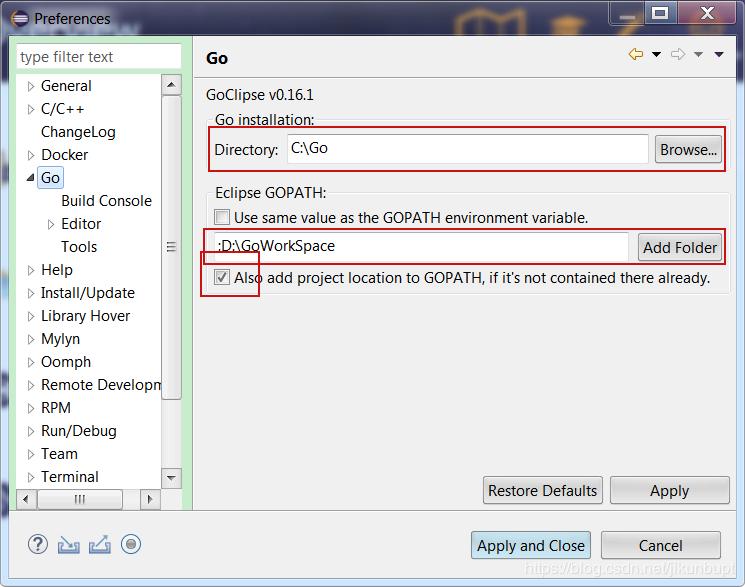 Preferences
type filter text
General
C/C++
ChangeLog
Docker
Go
Build Console
Editor
Tools
Help
Install/Update
Library Hover
Mylyn
Oomph
Remote Developm
RPM
Run/Debug
Team
Terminal
Go
GoClipse v0.16.1
Go installation:
Directory: C:\Go Browse...
Eclipse GOPATH:
Use same value as the GOPATH environment variable.
;D:\GoWorkSpace Add Folder
Also add project location to GOPATH, if it's not contained there already.
Restore Defaults Apply
Apply and Close Cancel
https://blog.csdn.net/jikunbupt